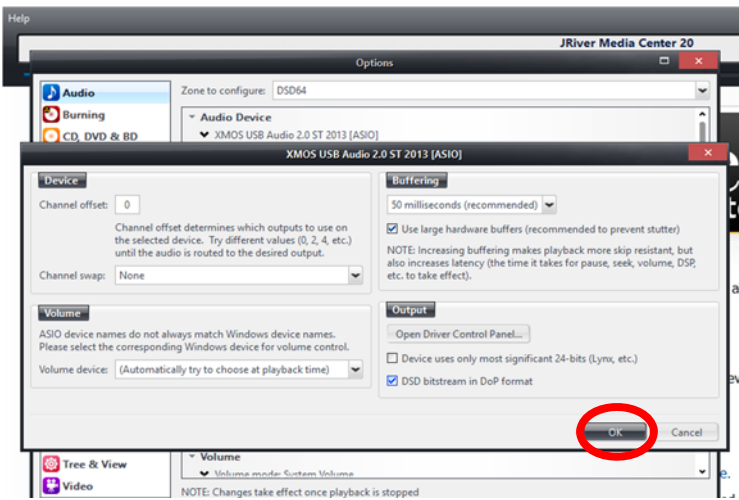 Help
JRiver Media Center 20
Options
Audio
Zone to configure: DSD64
Burning
Audio Device
CD, DVD & BD
XMOS USB Audio 2.0 ST 2013 [ASIO]
XMOS USB Audio 2.0 ST 2013 [ASIO]
Device
Channel offset: 0
Channel offset determines which outputs to use on
the selected device. Try different values (0, 2, 4, etc.)
until the audio is routed to the desired output.
Channel swap: None
Volume
ASIO device names do not always match Windows device names.
Please select the corresponding Windows device for volume control.
Volume device: (Automatically try to choose at playback time)
Buffering
50 milliseconds (recommended)
Use large hardware buffers (recommended to prevent stutter)
NOTE: Increasing buffering makes playback more skip resistant, but
also increases latency (the time it takes for pause, seek, volume, DSP,
etc. to take effect).
Output
Open Driver Control Panel...
Device uses only most significant 24-bits (Lynx, etc.)
DSD bitstream in DoP format
OK
Cancel
Tree & View
Volume
Volume mode: System Volume
Video
NOTE: Changes take effect once playback is stopped